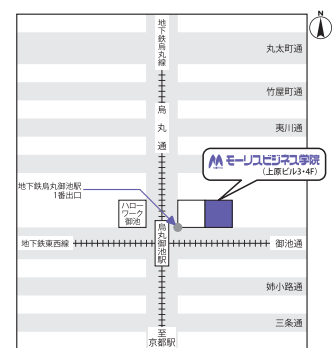 N
地下鉄烏丸線
丸太町通
竹屋町通
烏丸通
夷川通
モーリスビジネス学院
(上原ビル3・4F)
地下鉄烏丸御池駅
1番出口
ハロー
ワーク
御池
烏丸御池駅
地下鉄東西線
御池通
姉小路通
三条通
至
京都駅